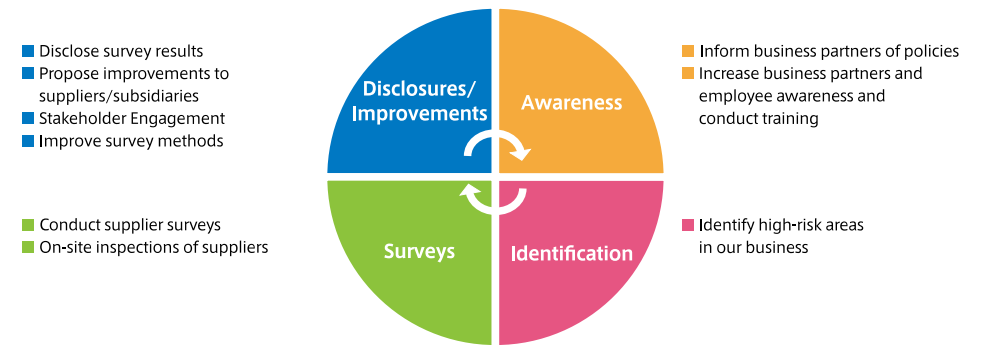 Disclose survey results
Propose improvements to
suppliers/subsidiaries
Stakeholder Engagement
Improve survey methods
Disclosures/
Improvements
Awareness
Inform business partners of policies
Increase business partners and
employee awareness and
conduct training
Conduct supplier surveys
On-site inspections of suppliers
Surveys
Identification
Identify high-risk areas
in our business